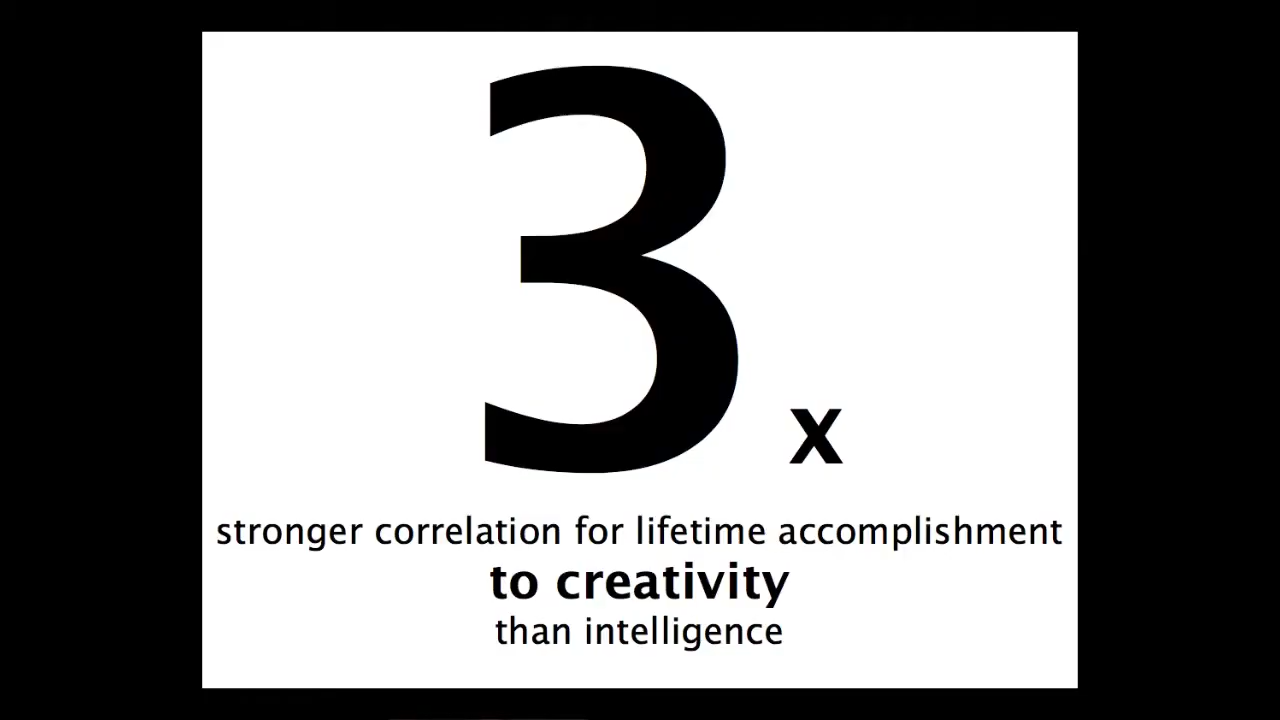 3 x
stronger correlation for lifetime accomplishment
to creativity
than intelligence